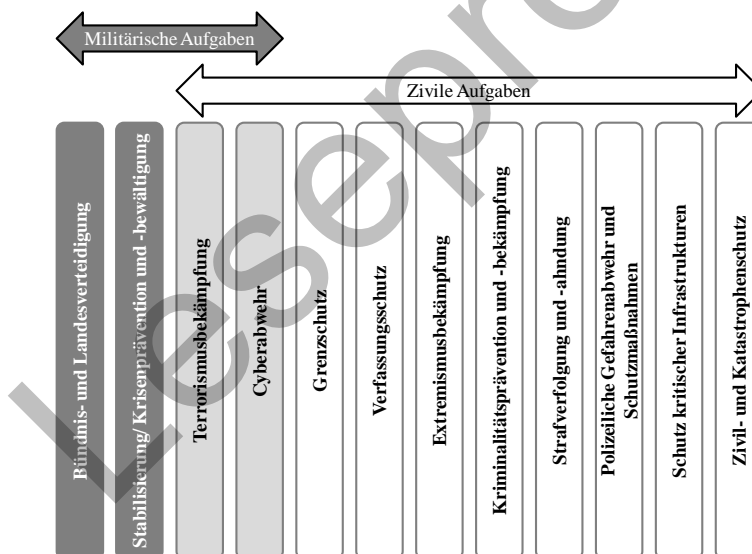 Militärische Aufgaben
Zivile Aufgaben
Bündnis- und Landesverteidigung
Stabilisierung/ Krisenprävention und -bewältigung
Terrorismusbekämpfung
Cyberabwehr
Grenzschutz
Verfassungsschutz
Extremismusbekämpfung
Kriminalitätsprävention und -bekämpfung
Strafverfolgung und -ahndung
Polizeiliche Gefahrenabwehr und
Schutzmaßnahmen
Schutz kritischer Infrastrukturen
Zivil- und Katastrophenschutz
Lesepro